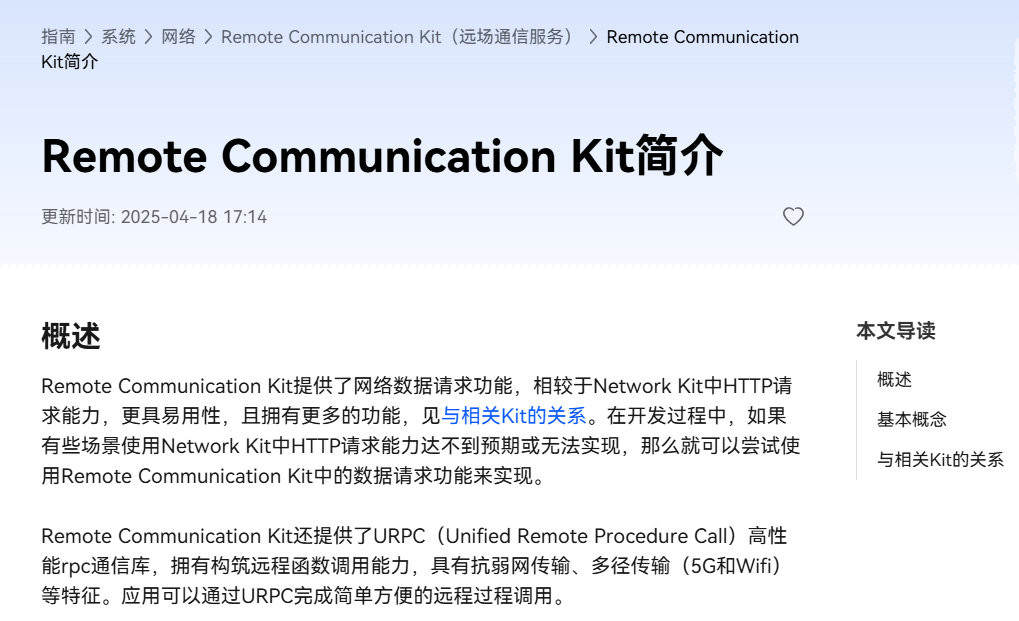 指南 > 系统 > 网络 > Remote Communication Kit（远场通信服务） > Remote Communication
Kit简介
Remote Communication Kit简介
更新时间: 2025-04-18 17:14
概述
Remote Communication Kit提供了网络数据请求功能，相较于Network Kit中HTTP请
求能力，更具易用性，且拥有更多的功能，见与相关Kit的关系。在开发过程中，如果
有些场景使用Network Kit中HTTP请求能力达不到预期或无法实现，那么就可以尝试使
用Remote Communication Kit中的数据请求功能来实现。
Remote Communication Kit还提供了URPC（Unified Remote Procedure Call）高性
能rpc通信库，拥有构筑远程函数调用能力，具有抗弱网传输、多径传输（5G和Wifi）
等特征。应用可以通过URPC完成简单方便的远程过程调用。
本文导读
概述
基本概念
与相关Kit的关系